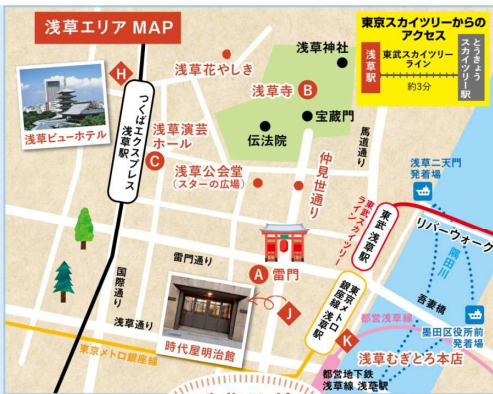 浅草エリア MAP
東京スカイツリーからの
アクセス
浅草駅
東武スカイツリー
ライン
約3分
とうきょう
スカイツリー駅
浅草神社
浅草花やしき
H
浅草寺 B
宝蔵門
伝法院
浅草ビューホテル
つくばエクスプレス
浅草駅
浅草演芸
ホール
C
浅草公会堂
(スターの広場)
仲見世通り
馬道通り
浅草二天門
発着場
東武スカイツリー
ライン
東武 浅草駅
リバーウォーク
隅田川
雷門通り
A 雷門
吾妻橋
J
東京メトロ
銀座線 浅草駅
国際通り
浅草通り
時代屋明治館
都営浅草線
墨田区役所前
発着場
K
浅草むぎとろ本店
東京メトロ銀座線
都営地下鉄
浅草線 浅草駅